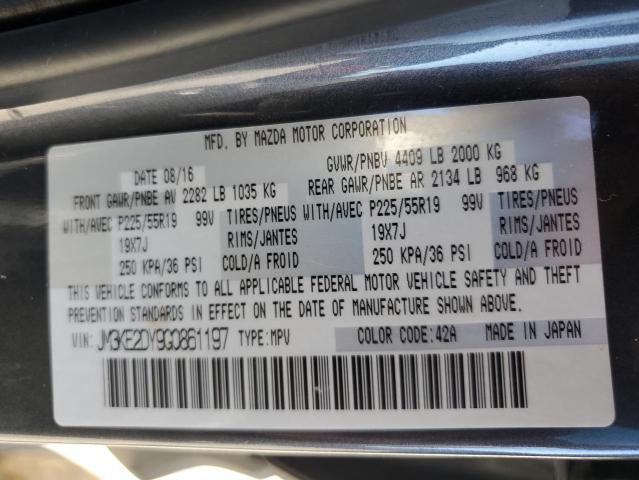 MFD. BY MAZDA MOTOR CORPORATION
DATE 08/16 GVWR/PNBV 4409 LB 2000 KG
FRONT GAWR/PNBE AV 2282 LB 1035 KG REAR GAWR/PNBE AR 2134 LB 968 KG
WITH/AVEC P225/55R19 99V TIRES/PNEUS WITH/AVEC P225/55R19 99V TIRES/PNEUS
19X7J RIMS/JANTES 19X7J RIMS/JANTES
250 KPA/36 PSI COLD/A FROID 250 KPA/36 PSI COLD/A FROID
THIS VEHICLE CONFORMS TO ALL APPLICABLE FEDERAL MOTOR VEHICLE SAFETY AND THEFT
PREVENTION STANDARDS IN EFFECT ON THE DATE OF MANUFACTURE SHOWN ABOVE.
VIN: JM3KE2DY9G0861197 TYPE:MPV COLOR CODE:42A MADE IN JAPAN